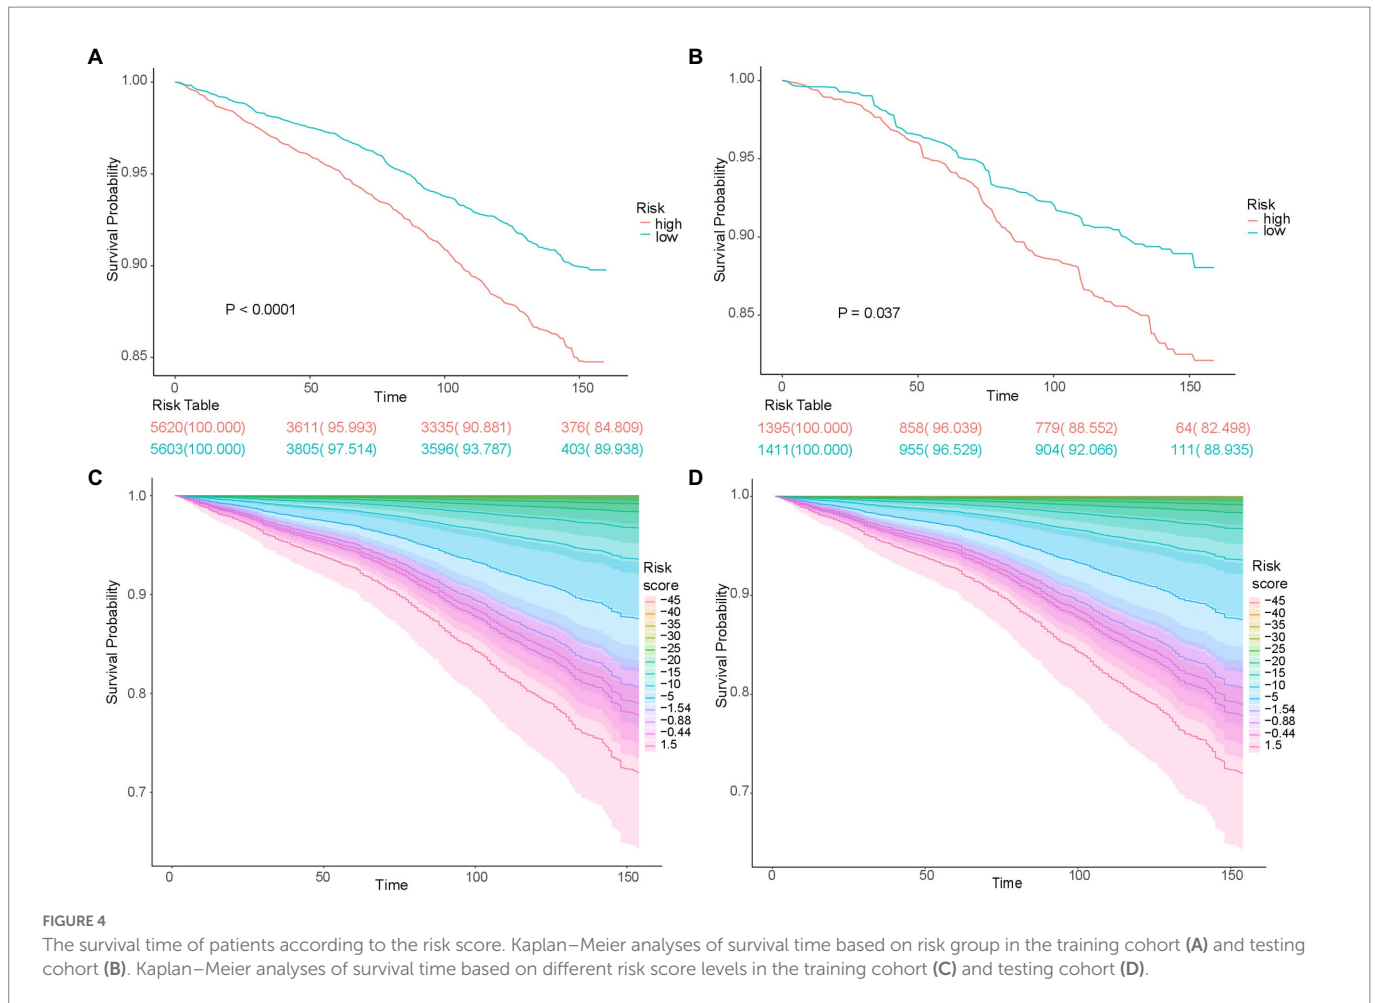 A
Survival Probability
1.00
0.95
0.90
0.85
P < 0.0001
0
50
100
150
Time
Risk
high
low
Risk Table
5620(100.000) 3611( 95.993) 3335( 90.881) 376( 84.809)
5603(100.000) 3805( 97.514) 3596( 93.787) 403( 89.938)
B
Survival Probability
1.00
0.95
0.90
0.85
P = 0.037
0
50
100
150
Time
Risk
high
low
Risk Table
1395(100.000) 858( 96.039) 779( 88.552) 64( 82.498)
1411(100.000) 955( 96.529) 904( 92.066) 111( 88.935)
C
Survival Probability
1.0
0.9
0.8
0.7
0
50
100
150
Time
Risk
score
−45
−40
−35
−30
−25
−20
−15
−10
−5
−1.54
−0.88
−0.44
1.5
D
Survival Probability
1.0
0.9
0.8
0.7
0
50
100
150
Time
Risk
score
−45
−40
−35
−30
−25
−20
−15
−10
−5
−1.54
−0.88
−0.44
1.5
FIGURE 4
The survival time of patients according to the risk score. Kaplan–Meier analyses of survival time based on risk group in the training cohort (A) and testing
cohort (B). Kaplan–Meier analyses of survival time based on different risk score levels in the training cohort (C) and testing cohort (D).